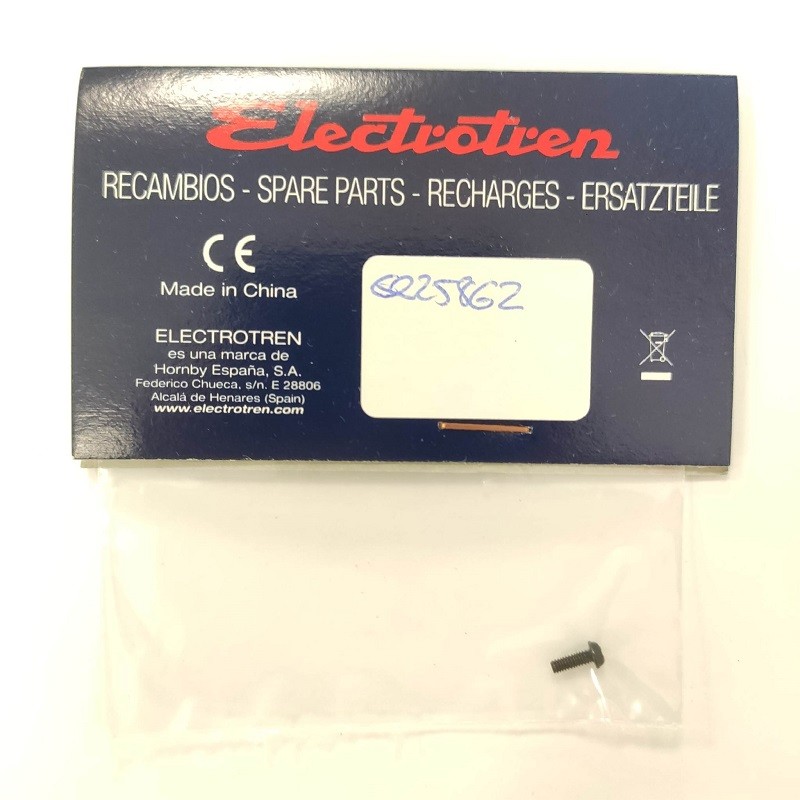 Electrotren
RECAMBIOS - SPARE PARTS - RECHARGES - ERSATZTEILE
CE
Made in China
ELECTROTREN
es una marca de
Hornby España, S.A.
Federico Chueca, s/n. E 28806
Alcalá de Henares (Spain)
www.electrotren.com